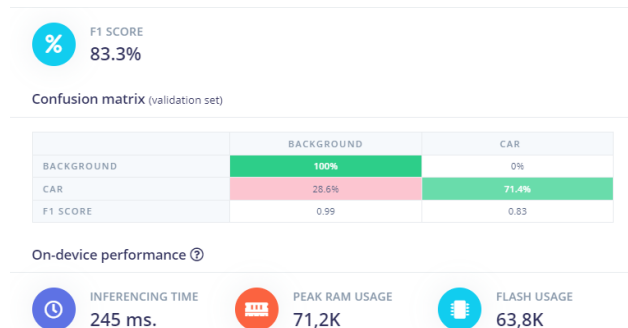 F1 SCORE
83.3%
Confusion matrix (validation set)
BACKGROUND CAR
BACKGROUND 100% 0%
CAR 28.6% 71.4%
F1 SCORE 0.99 0.83
On-device performance ?
INFERENCING TIME PEAK RAM USAGE FLASH USAGE
245 ms. 71,2K 63,8K